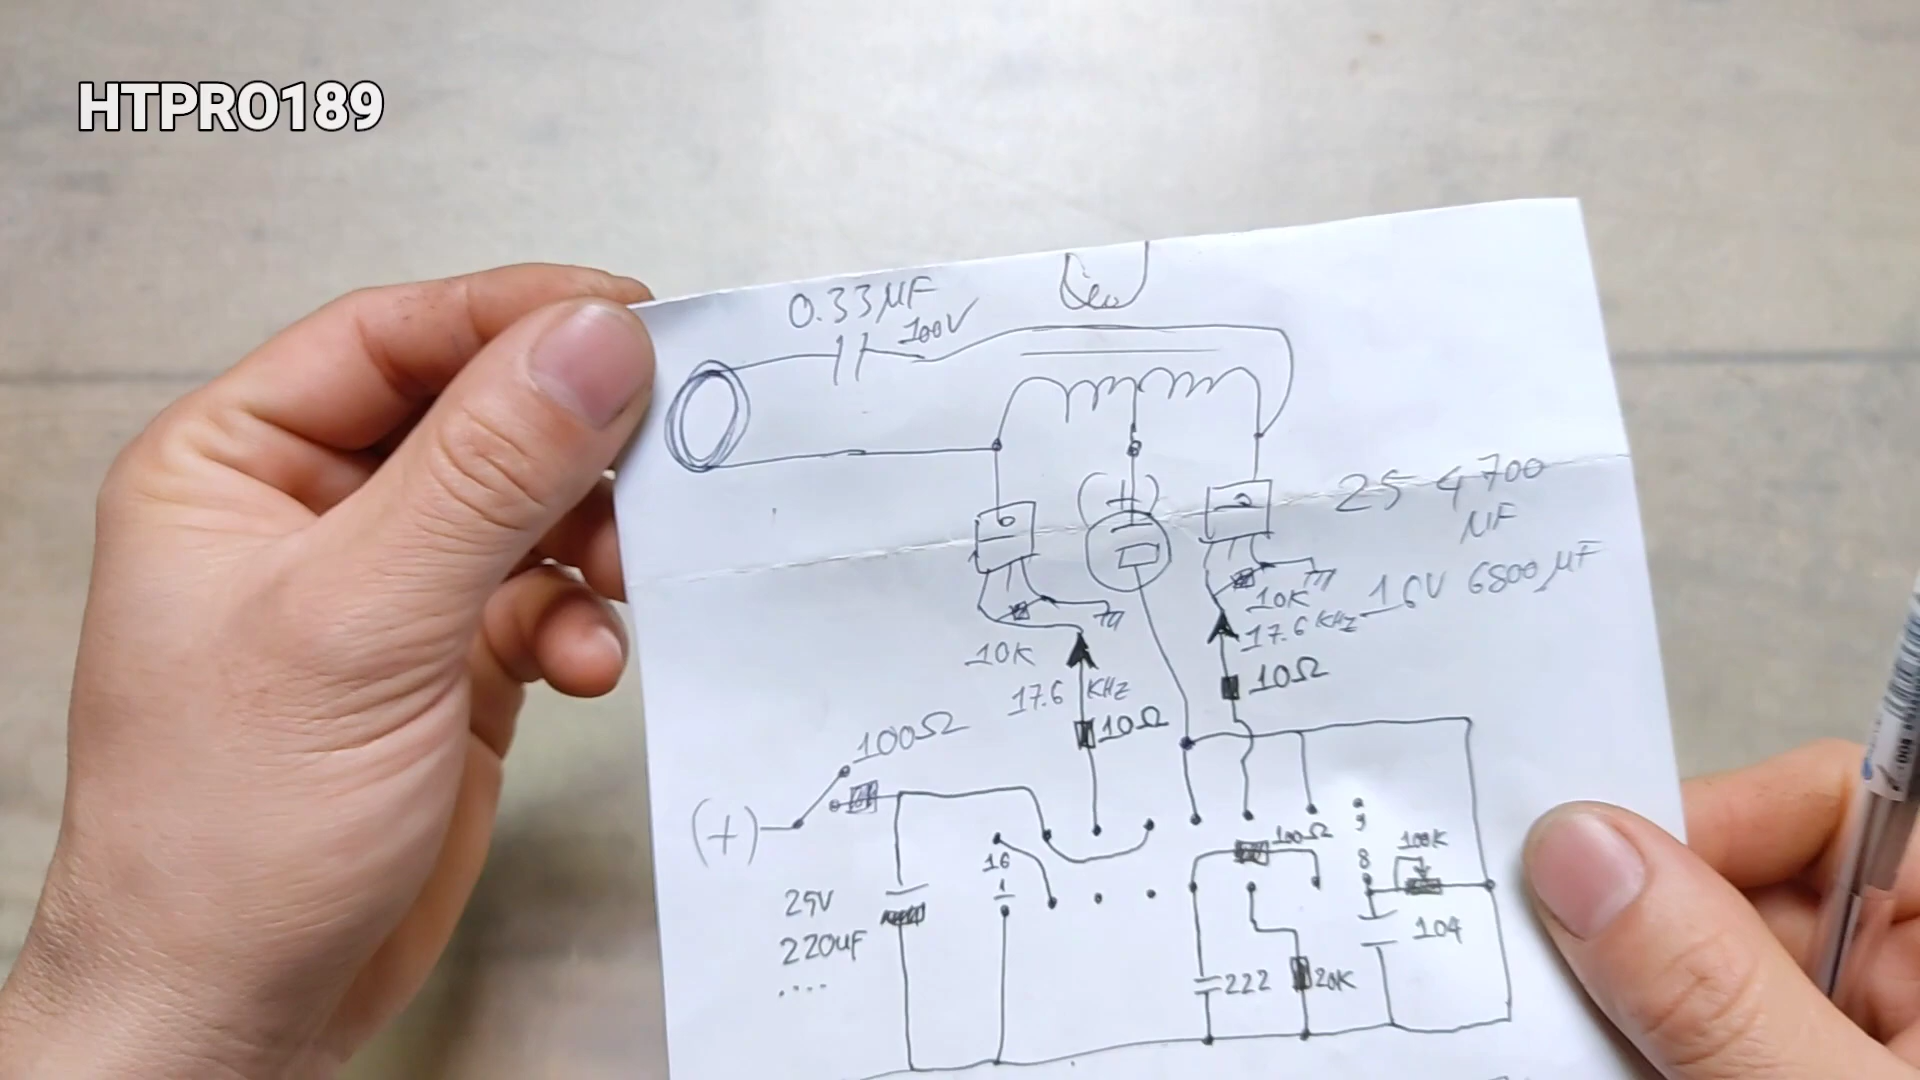 HTPRO189
0.33µF
100V
25 4700
µF
16V 6800µF
10K
17.6 KHz
10K
10Ω
17.6 KHz
10Ω
100Ω
(+)
100Ω
9
100K
16
8
1
25V
104
220uF
222
20K
....